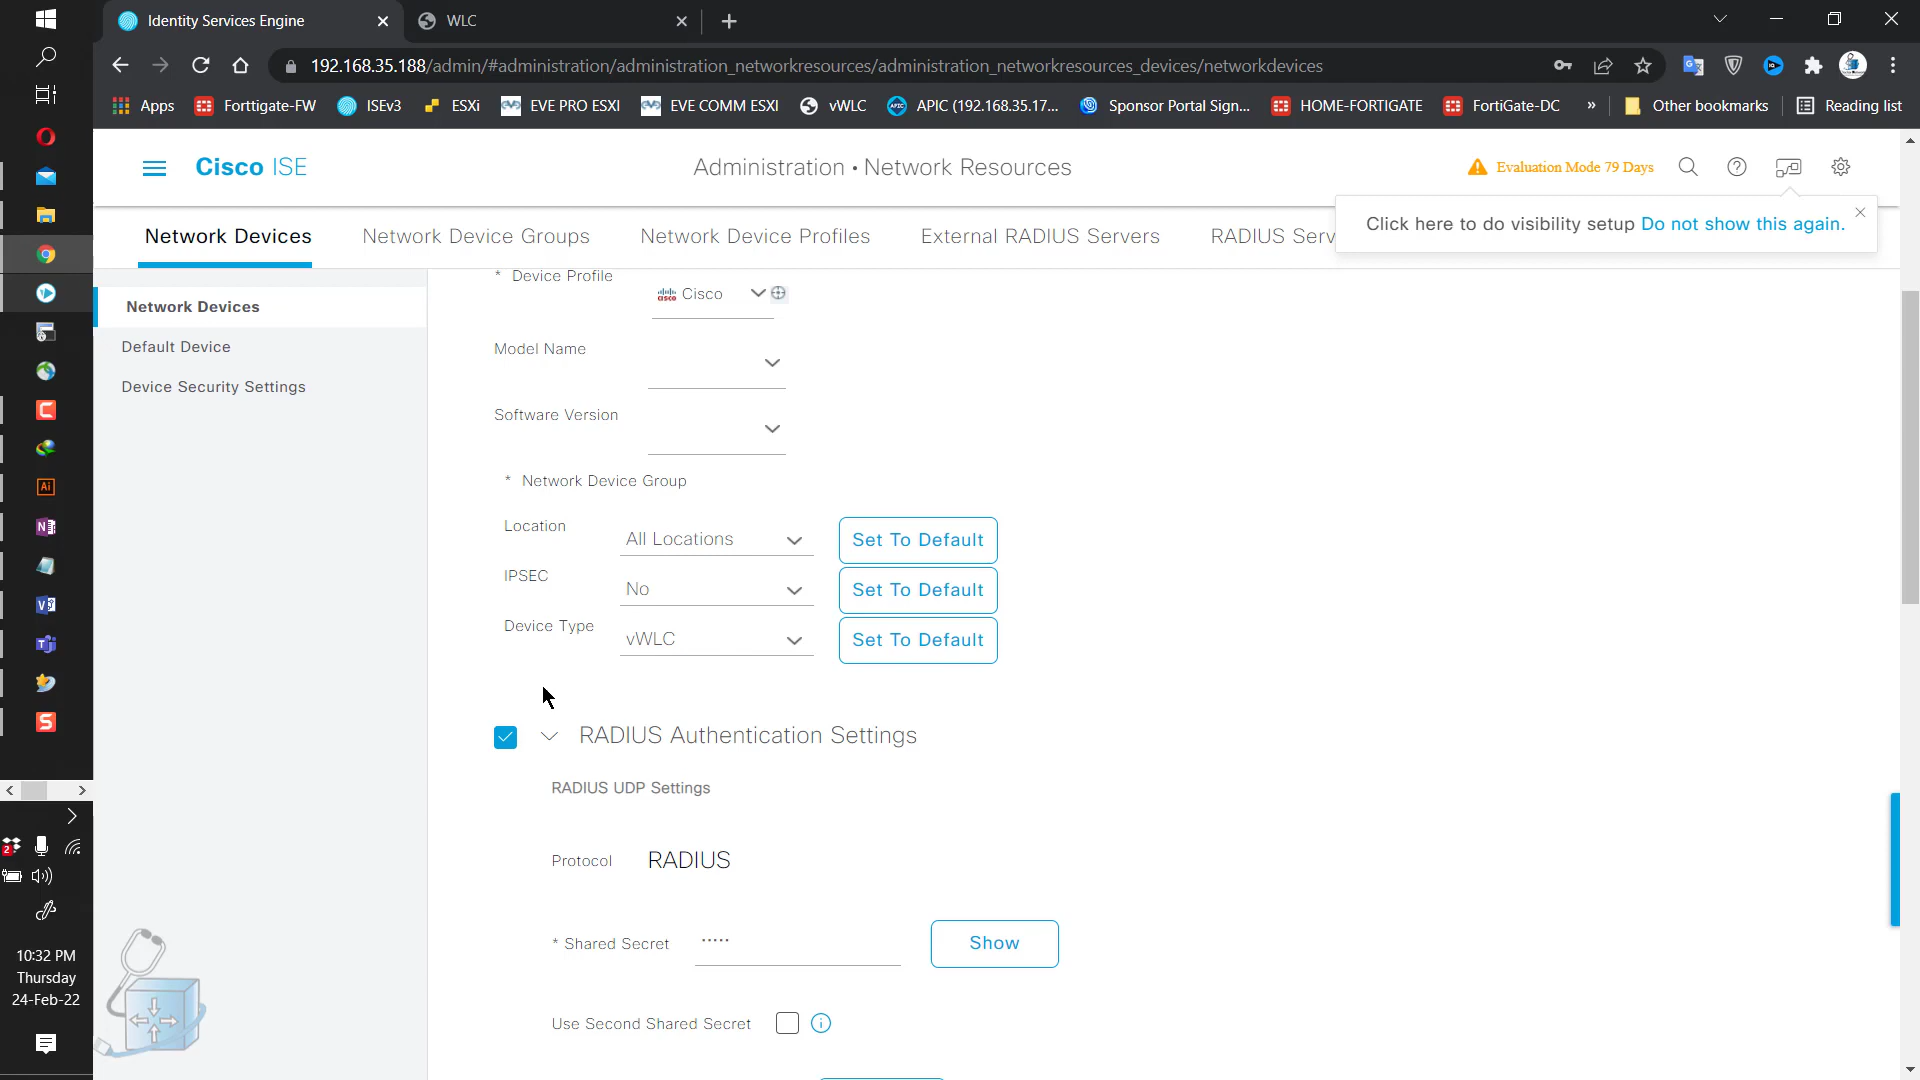 Identity Services Engine
WLC
192.168.35.188/admin/#administration/administration_networkresources/administration_networkresources_devices/networkdevices
Apps
Forttigate-FW
ISEv3
ESXi
EVE PRO ESXI
EVE COMM ESXI
vWLC
APIC (192.168.35.17...
Sponsor Portal Sign...
HOME-FORTIGATE
FortiGate-DC
»
Other bookmarks
Reading list
Cisco ISE
Administration · Network Resources
Evaluation Mode 79 Days
Click here to do visibility setup Do not show this again.
Network Devices
Network Device Groups
Network Device Profiles
External RADIUS Servers
RADIUS Serv
Network Devices
Default Device
Device Security Settings
* Device Profile
Cisco
Model Name
Software Version
* Network Device Group
Location
All Locations
Set To Default
IPSEC
No
Set To Default
Device Type
vWLC
Set To Default
RADIUS Authentication Settings
RADIUS UDP Settings
Protocol
RADIUS
* Shared Secret
·····
Show
Use Second Shared Secret
10:32 PM
Thursday
24-Feb-22